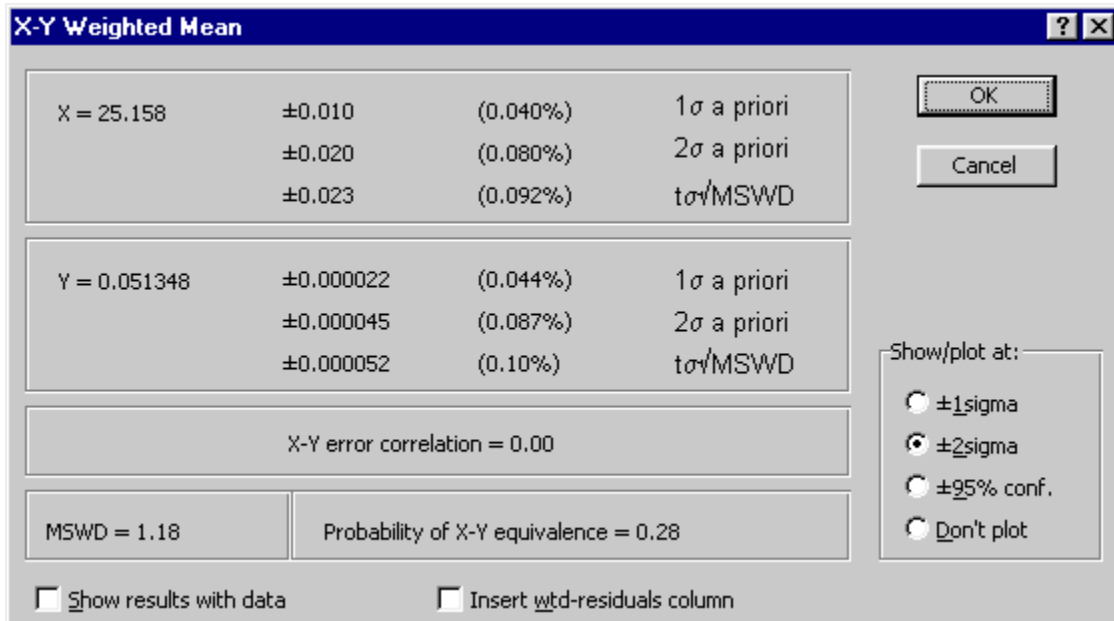 X-Y Weighted Mean
X = 25.158 ±0.010 (0.040%) 1σ a priori
±0.020 (0.080%) 2σ a priori
±0.023 (0.092%) tσ√MSWD
Y = 0.051348 ±0.000022 (0.044%) 1σ a priori
±0.000045 (0.087%) 2σ a priori
±0.000052 (0.10%) tσ√MSWD
X-Y error correlation = 0.00
MSWD = 1.18
Probability of X-Y equivalence = 0.28
Show results with data
Insert wtd-residuals column
OK
Cancel
Show/plot at:
±1sigma
±2sigma
±95% conf.
Don't plot